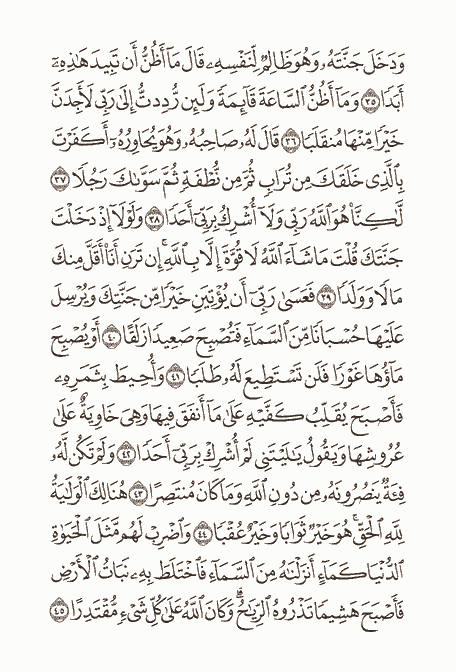 وَدَخَلَ جَنَّتَهُۥ وَهُوَ ظَالِمٌ لِّنَفْسِهِۦ قَالَ مَآ أَظُنُّ أَن تَبِيدَ هَٰذِهِۦٓ
أَبَدًا ٣٥ وَمَآ أَظُنُّ ٱلسَّاعَةَ قَآئِمَةً وَلَئِن رُّدِدتُّ إِلَىٰ رَبِّى لَأَجِدَنَّ
خَيْرًا مِّنْهَا مُنقَلَبًا ٣٦ قَالَ لَهُۥ صَاحِبُهُۥ وَهُوَ يُحَاوِرُهُۥٓ أَكَفَرْتَ
بِٱلَّذِى خَلَقَكَ مِن تُرَابٍ ثُمَّ مِن نُّطْفَةٍ ثُمَّ سَوَّىٰكَ رَجُلًا ٣٧
لَّٰكِنَّا۠ هُوَ ٱللَّهُ رَبِّى وَلَآ أُشْرِكُ بِرَبِّىٓ أَحَدًا ٣٨ وَلَوْلَآ إِذْ دَخَلْتَ
جَنَّتَكَ قُلْتَ مَا شَآءَ ٱللَّهُ لَا قُوَّةَ إِلَّا بِٱللَّهِ ۚ إِن تَرَنِ أَنَا۠ أَقَلَّ مِنكَ
مَالًا وَوَلَدًا ٣٩ فَعَسَىٰ رَبِّىٓ أَن يُؤْتِيَنِ خَيْرًا مِّن جَنَّتِكَ وَيُرْسِلَ
عَلَيْهَا حُسْبَانًا مِّنَ ٱلسَّمَآءِ فَتُصْبِحَ صَعِيدًا زَلَقًا ٤٠ أَوْ يُصْبِحَ
مَآؤُهَا غَوْرًا فَلَن تَسْتَطِيعَ لَهُۥ طَلَبًا ٤١ وَأُحِيطَ بِثَمَرِهِۦ
فَأَصْبَحَ يُقَلِّبُ كَفَّيْهِ عَلَىٰ مَآ أَنفَقَ فِيهَا وَهِىَ خَاوِيَةٌ عَلَىٰ
عُرُوشِهَا وَيَقُولُ يَٰلَيْتَنِى لَمْ أُشْرِكْ بِرَبِّىٓ أَحَدًا ٤٢ وَلَمْ تَكُن لَّهُۥ
فِئَةٌ يَنصُرُونَهُۥ مِن دُونِ ٱللَّهِ وَمَا كَانَ مُنتَصِرًا ٤٣ هُنَالِكَ ٱلْوَلَٰيَةُ
لِلَّهِ ٱلْحَقِّ ۚ هُوَ خَيْرٌ ثَوَابًا وَخَيْرٌ عُقْبًا ٤٤ وَٱضْرِبْ لَهُم مَّثَلَ ٱلْحَيَوٰةِ
ٱلدُّنْيَا كَمَآءٍ أَنزَلْنَٰهُ مِنَ ٱلسَّمَآءِ فَٱخْتَلَطَ بِهِۦ نَبَاتُ ٱلْأَرْضِ
فَأَصْبَحَ هَشِيمًا تَذْرُوهُ ٱلرِّيَٰحُ ۗ وَكَانَ ٱللَّهُ عَلَىٰ كُلِّ شَىْءٍ مُّقْتَدِرًا ٤٥